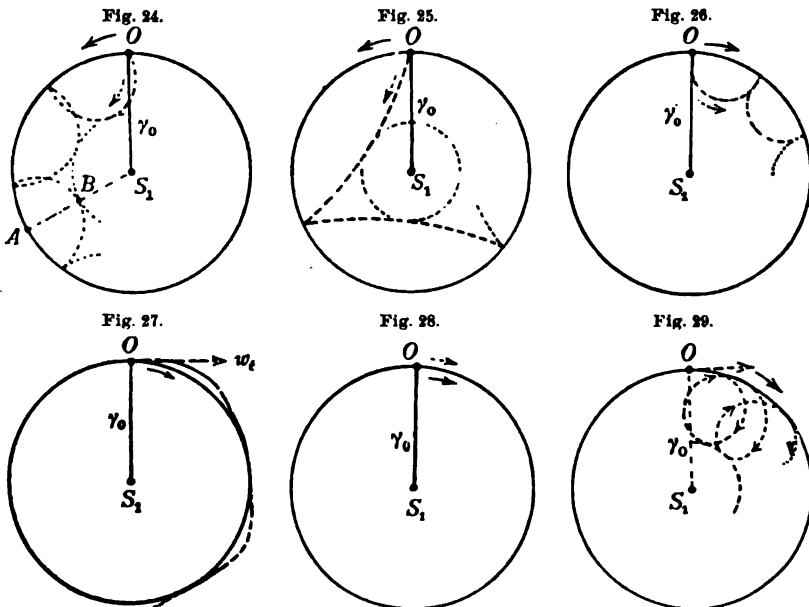 Fig. 24.
O
γ₀
S₁
B
A
Fig. 25.
O
γ₀
S₁
Fig. 26.
O
γ₀
S₁
Fig. 27.
O
wₜ
γ₀
S₁
Fig. 28.
O
γ₀
S₁
Fig. 29.
O
γ₀
S₁